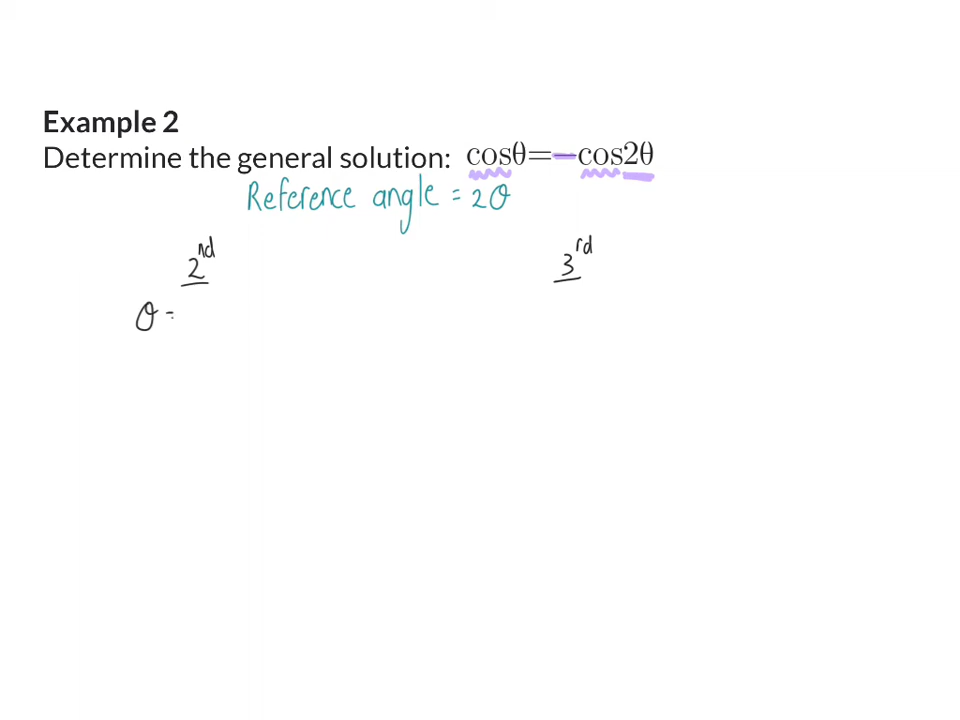 Example 2
Determine the general solution: cosθ=−cos2θ
Reference angle = 2θ
2nd 3rd
θ =